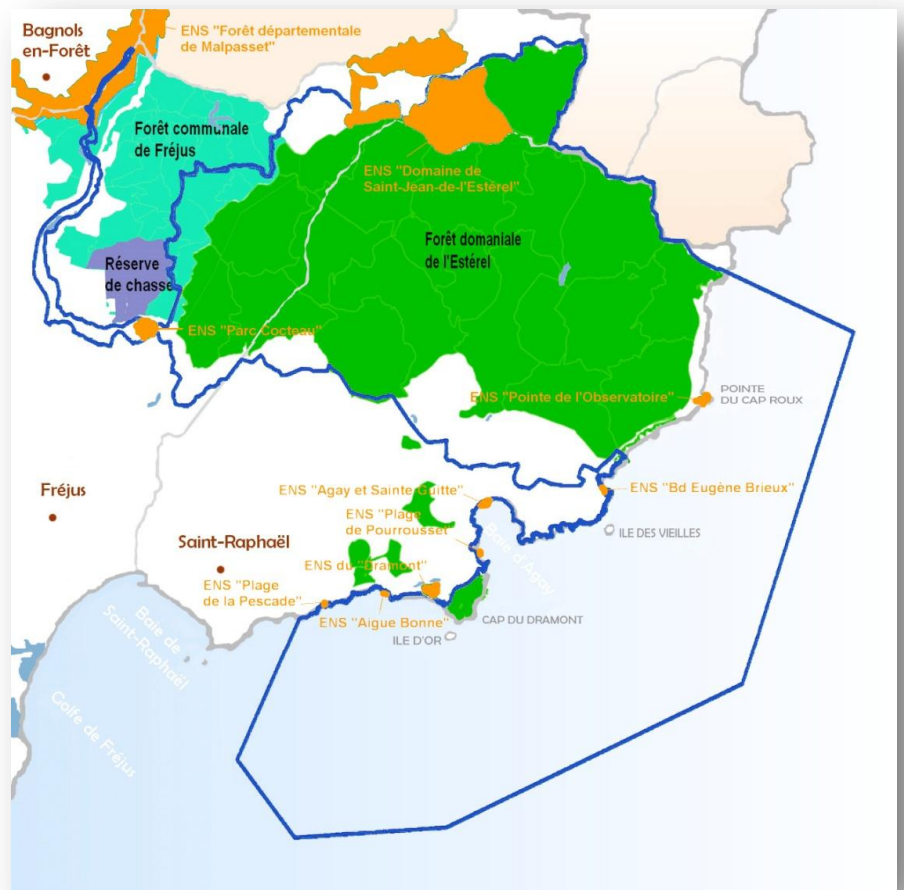 Bagnols
en-Forêt
ENS "Forêt départementale
de Malpasset"
Forêt communale
de Fréjus
ENS "Domaine de
Saint-Jean-de-l'Estérel"
Forêt domaniale
de l'Estérel
Réserve
de chasse
ENS "Parc Cocteau"
ENS "Pointe de l'Observatoire"
POINTE
DU CAP ROUX
Fréjus
ENS "Agay et Sainte Guitte"
ENS "Bd Eugène Brieux"
ENS "Plage
de Pourrousset"
Baie d'Agay
ILE DES VIEILLES
Saint-Raphaël
ENS du "Dramont"
ENS "Plage
de la Pescade"
ENS "Aigue Bonne"
CAP DU DRAMONT
ILE D'OR
Baie de
Saint-Raphaël
Golfe de Fréjus